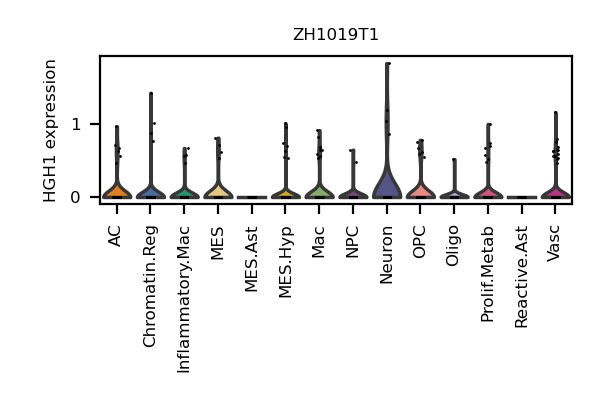 ZH1019T1
HGH1 expression
1
0
AC
Chromatin.Reg
Inflammatory.Mac
MES
MES.Ast
MES.Hyp
Mac
NPC
Neuron
OPC
Oligo
Prolif.Metab
Reactive.Ast
Vasc